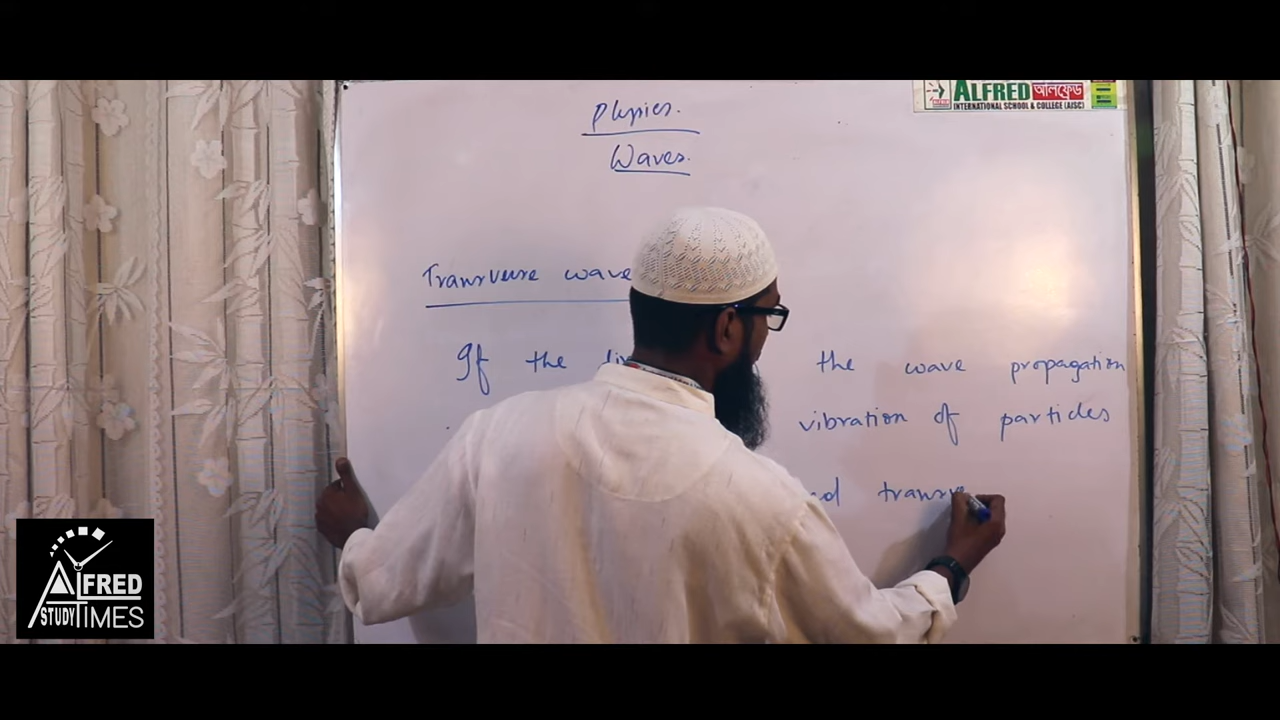 ALFRED আলফ্রেড
INTERNATIONAL SCHOOL & COLLEGE (AISC)
Physics.
Waves.
Transverse wave
If the the wave propagation
vibration of particles
transve
ALFRED
STUDY TIMES